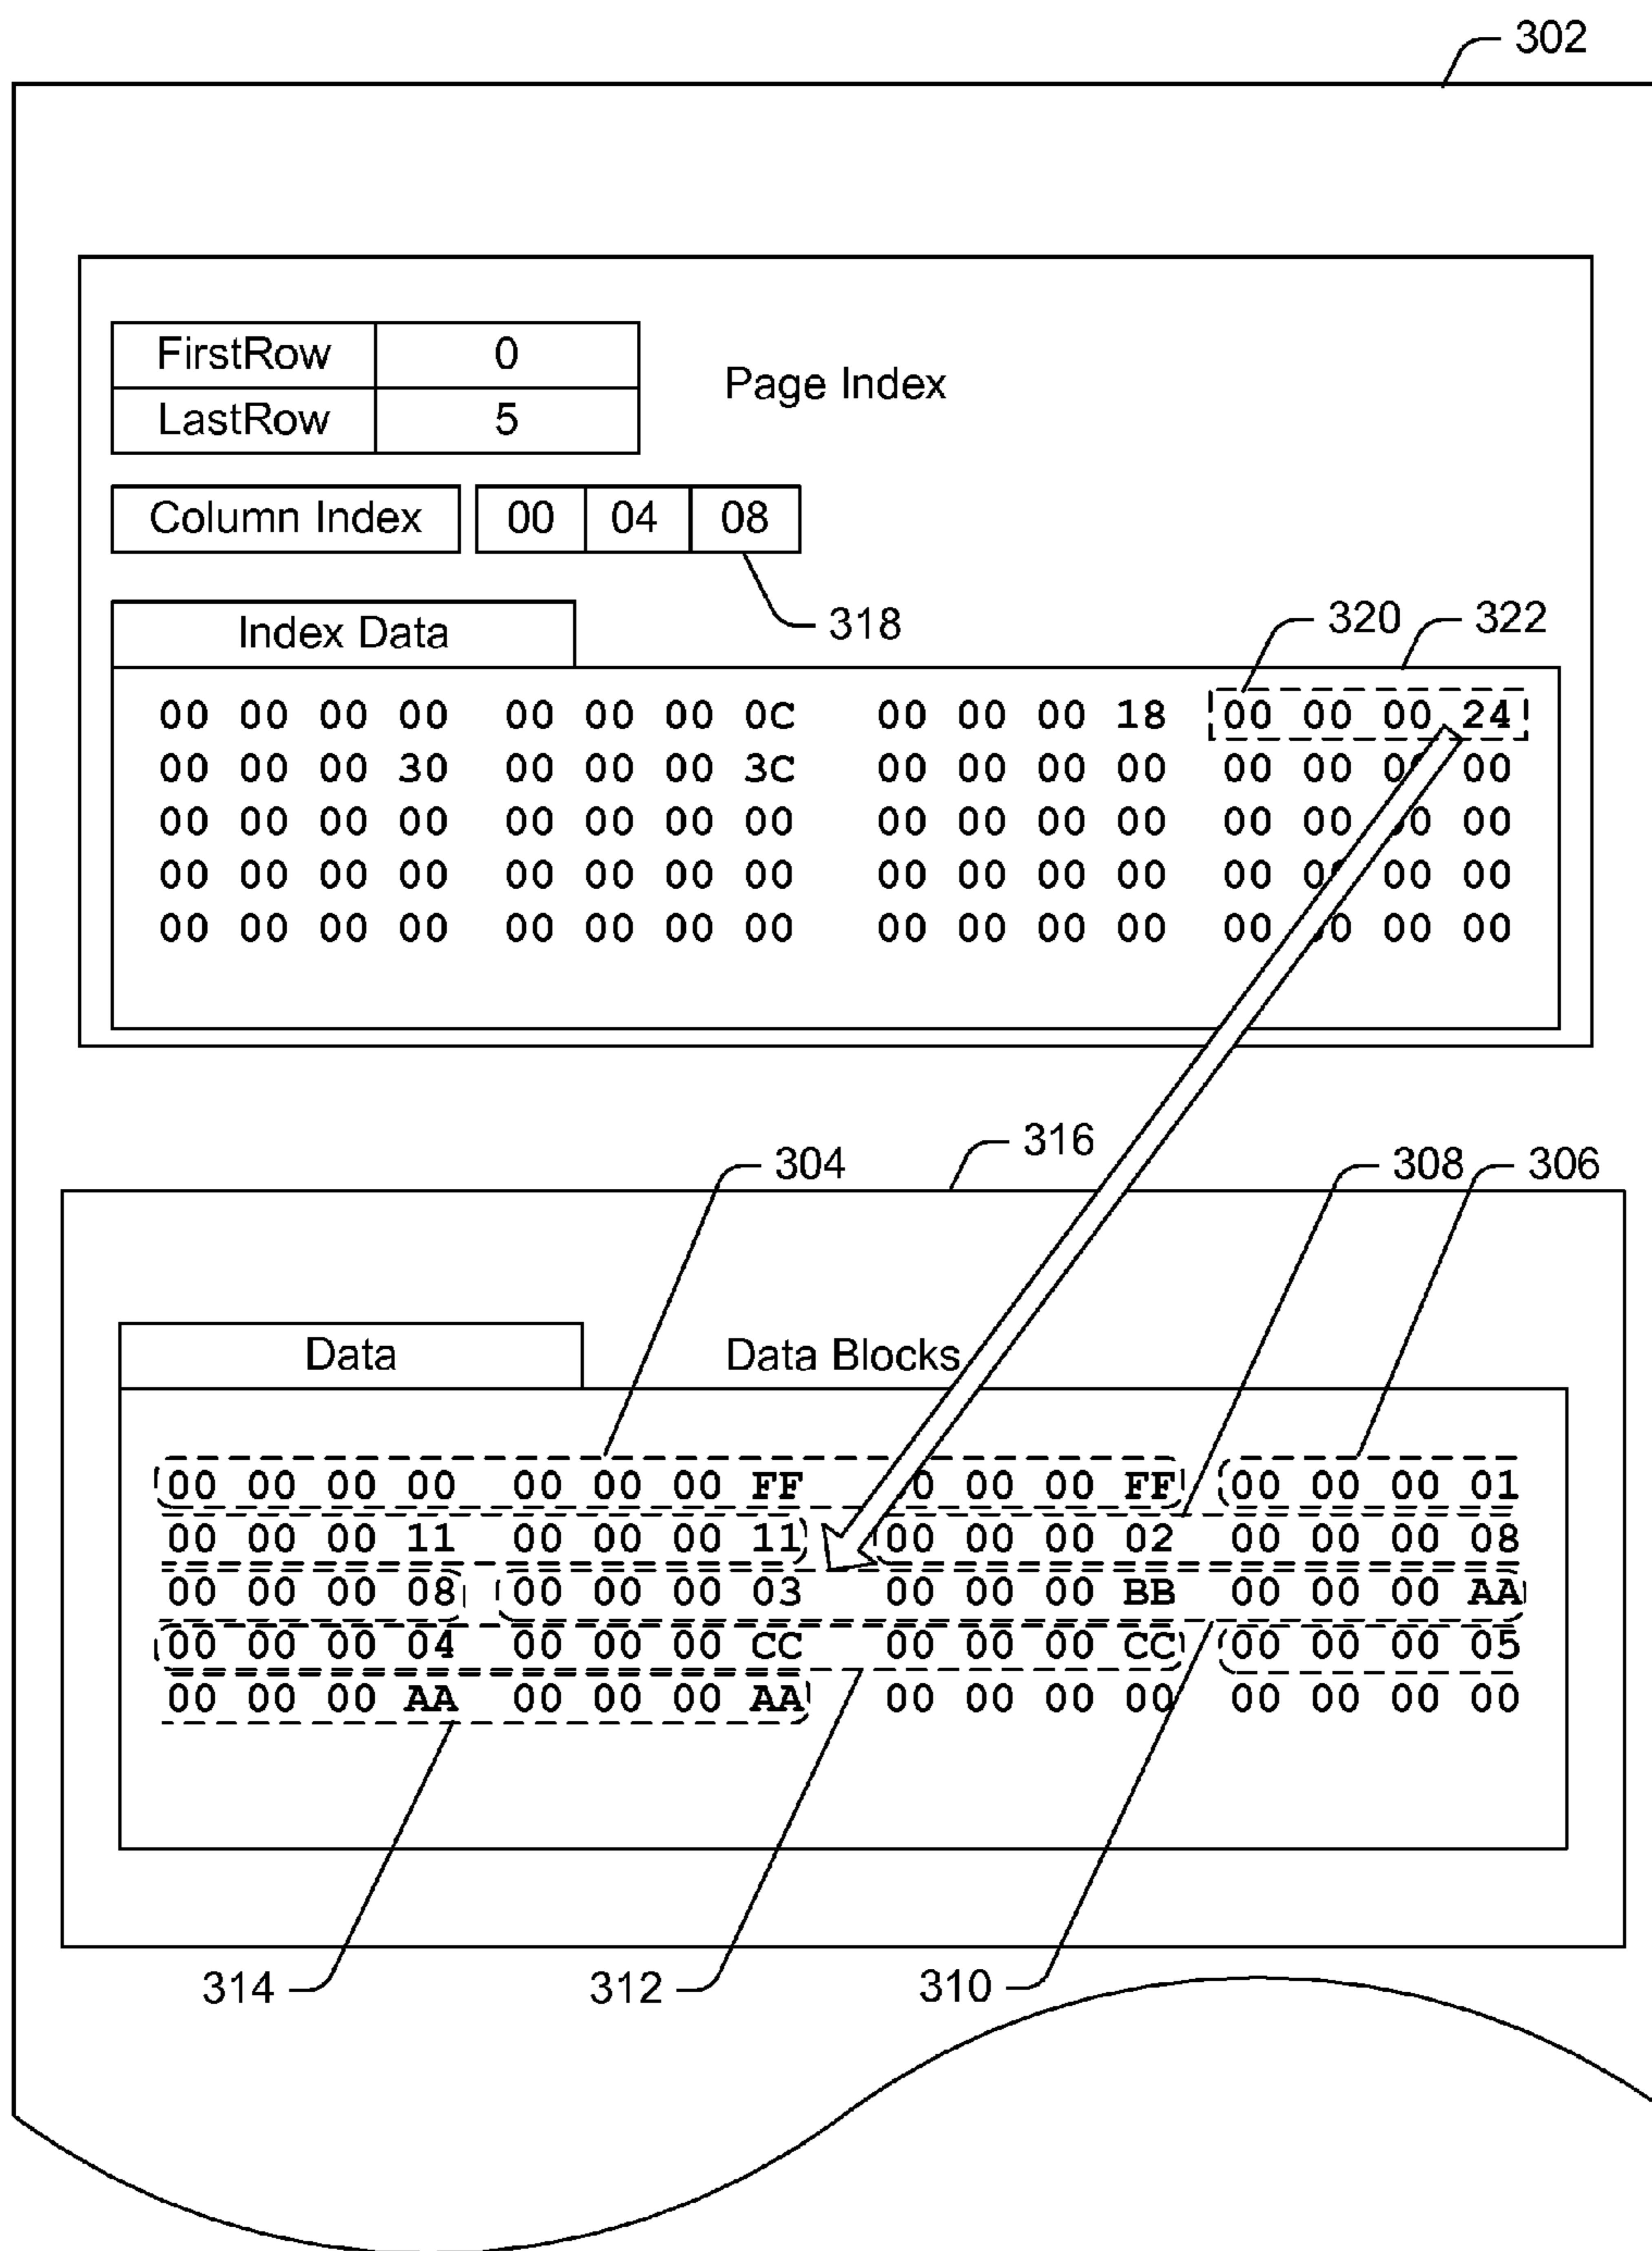 302
FirstRow 0
Page Index
LastRow 5
Column Index 00 04 08
318
320 322
Index Data
00 00 00 00 00 00 00 0C 00 00 00 18 00 00 00 24
00 00 00 30 00 00 00 3C 00 00 00 00 00 00 00
00 00 00 00 00 00 00 00 00 00 00 00 00 00 00
00 00 00 00 00 00 00 00 00 00 00 00 00 00 00
00 00 00 00 00 00 00 00 00 00 00 00 00 00 00
316
304 308 306
Data Data Blocks
00 00 00 00 00 00 00 FF 0 00 00 FF 00 00 00 01
00 00 00 11 00 00 00 11 00 00 00 02 00 00 00 08
00 00 00 08 00 00 00 03 00 00 00 BB 00 00 00 AA
00 00 00 04 00 00 00 CC 00 00 00 CC 00 00 00 05
00 00 00 AA 00 00 00 AA 00 00 00 00 00 00 00 00
314 312 310